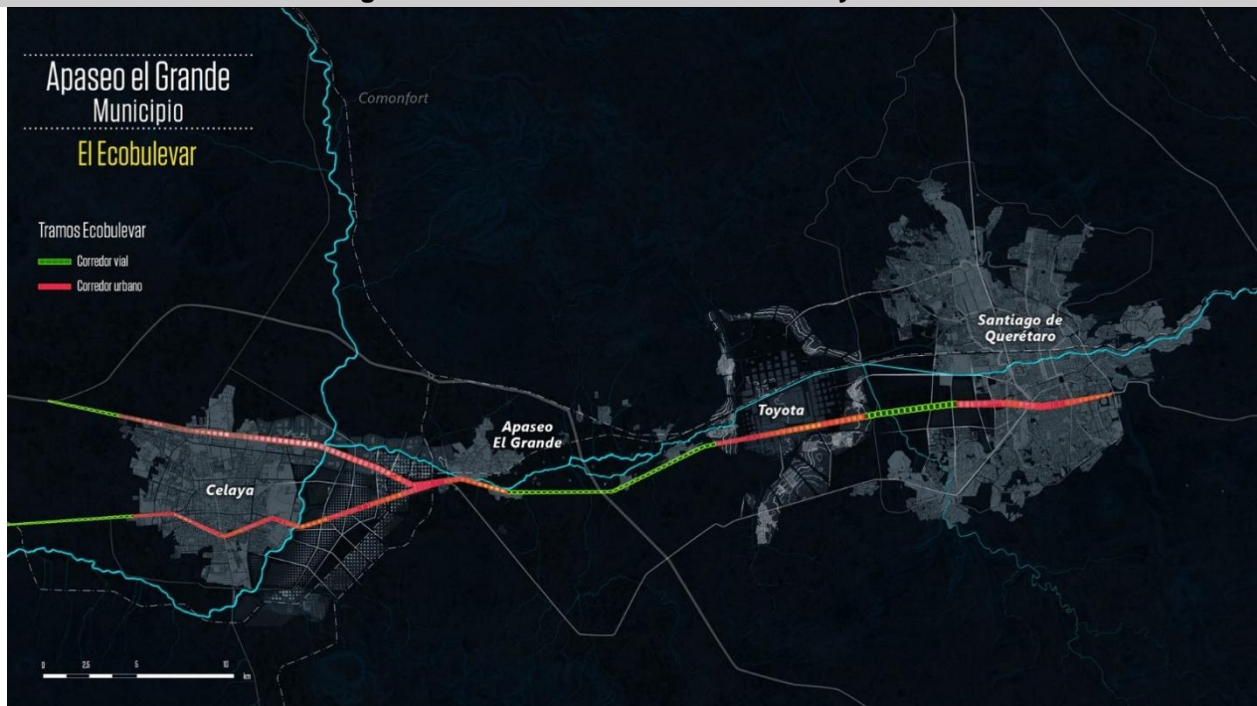 Apaseo el Grande
Municipio
El Ecobulevar
Tramos Ecobulevar
Corredor vial
Corredor urbano
Comonfort
Santiago de
Querétaro
Toyota
Apaseo
El Grande
Celaya
0 2,5 5 10
km